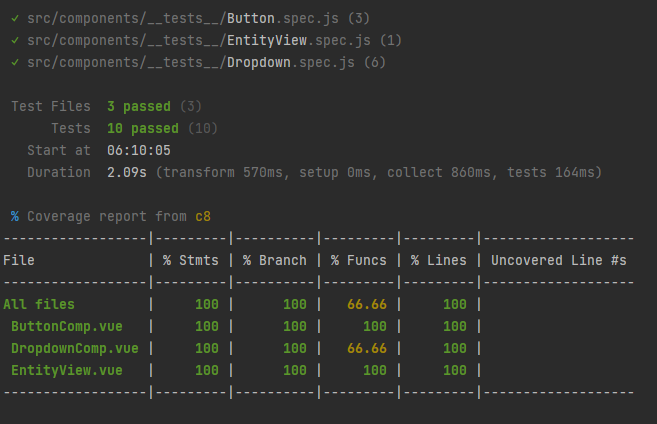 ✓ src/components/__tests__/Button.spec.js (3)
✓ src/components/__tests__/EntityView.spec.js (1)
✓ src/components/__tests__/Dropdown.spec.js (6)
Test Files  3 passed (3)
Tests  10 passed (10)
Start at  06:10:05
Duration  2.09s (transform 570ms, setup 0ms, collect 860ms, tests 164ms)
% Coverage report from c8
------------------|---------|----------|---------|---------|-------------------
File              | % Stmts | % Branch | % Funcs | % Lines | Uncovered Line #s
------------------|---------|----------|---------|---------|-------------------
All files         |     100 |      100 |   66.66 |     100 |
ButtonComp.vue   |     100 |      100 |     100 |     100 |
DropdownComp.vue |     100 |      100 |   66.66 |     100 |
EntityView.vue   |     100 |      100 |     100 |     100 |
------------------|---------|----------|---------|---------|-------------------